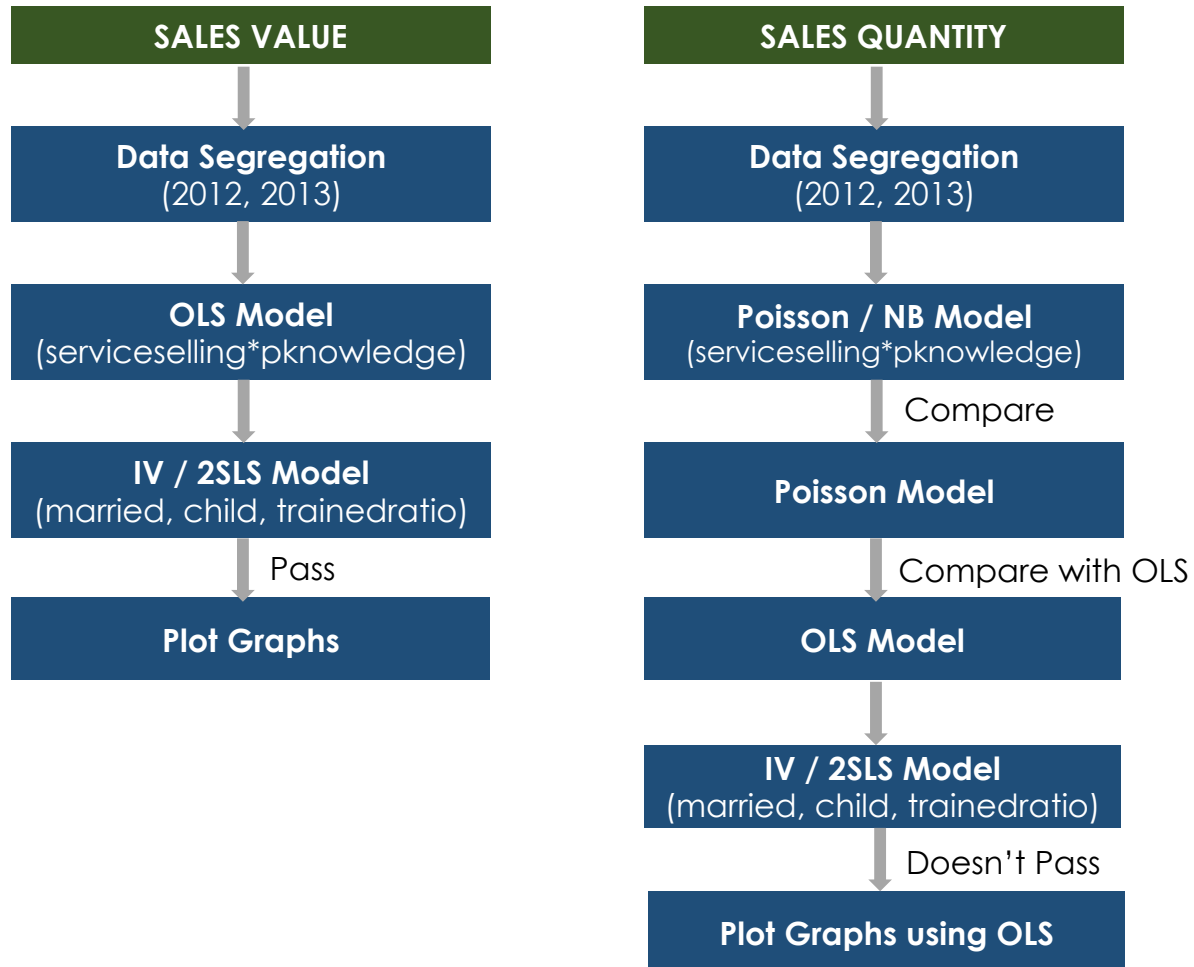 SALES VALUE
Data Segregation
(2012, 2013)
OLS Model
(serviceselling*pknowledge)
IV / 2SLS Model
(married, child, trainedratio)
Pass
Plot Graphs
SALES QUANTITY
Data Segregation
(2012, 2013)
Poisson / NB Model
(serviceselling*pknowledge)
Compare
Poisson Model
Compare with OLS
OLS Model
IV / 2SLS Model
(married, child, trainedratio)
Doesn’t Pass
Plot Graphs using OLS